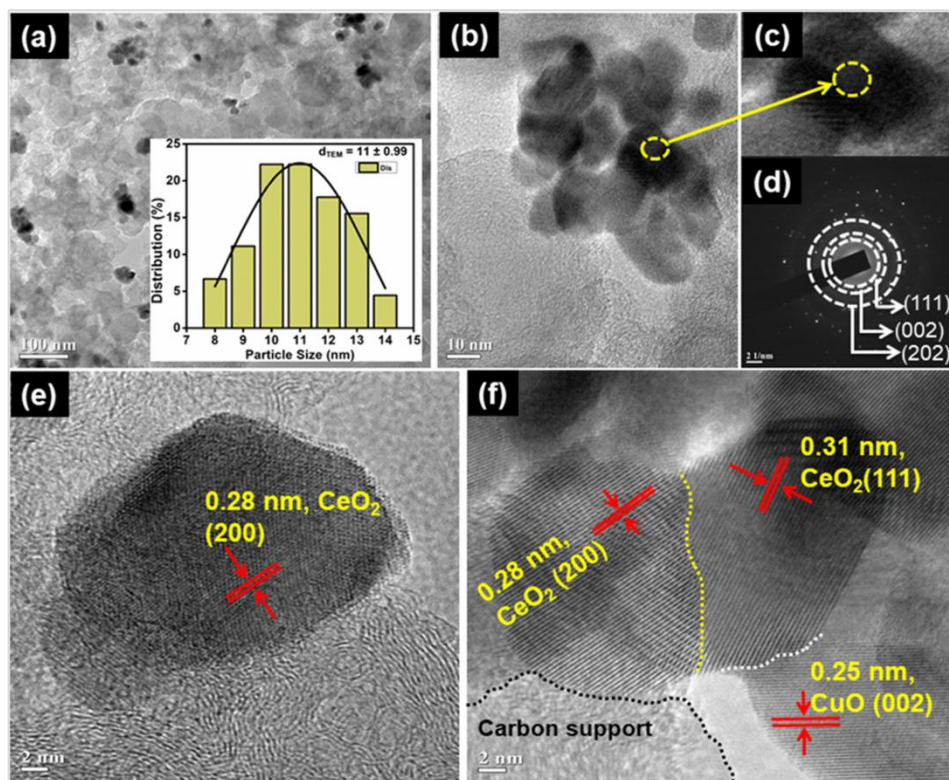 (a)
d_TEM = 11 ± 0.99
Dis
25
20
15
10
5
0
Distribution (%)
7 8 9 10 11 12 13 14 15
Particle Size (nm)
100 nm
(b)
10 nm
(c)
(d)
(111)
(002)
(202)
2 1/nm
(e)
0.28 nm, CeO₂
(200)
2 nm
(f)
0.31 nm,
CeO₂(111)
0.28 nm,
CeO₂ (200)
0.25 nm,
CuO (002)
Carbon support
2 nm